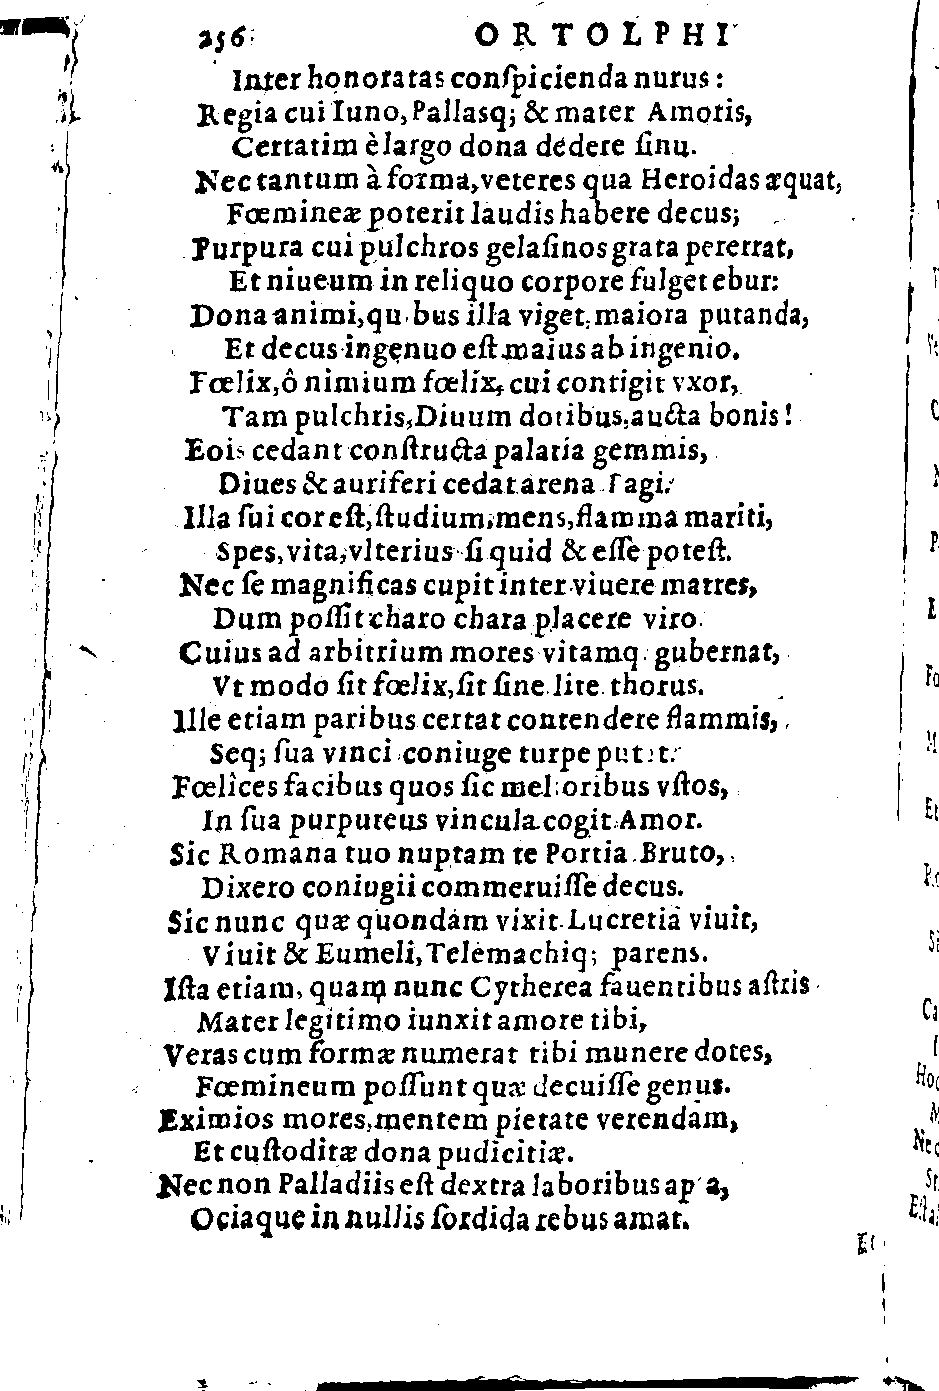 256 ORTOLPHI
Inter honoratas conſpicienda nurus:
Regia cui Iuno, Pallasq; & mater Amoris,
Certatim è largo dona dedere ſinu.
Nec tantum à forma, veteres qua Heroidas æquat,
Fœmineæ poterit laudis habere decus;
Purpura cui pulchros gelaſinos grata pererrat,
Et niueum in reliquo corpore fulget ebur:
Dona animi, quibus illa viget, maiora putanda,
Et decus ingenuo eſt maius ab ingenio.
Fœlix, ô nimium fœlix, cui contigit vxor,
Tam pulchris, Diuum dotibus, aucta bonis!
Eois cedant conſtructa palatia gemmis,
Diues & auriferi cedat arena Tagi.
Illa ſui cor eſt, ſtudium, mens, flamma mariti,
Spes, vita, vlterius ſi quid & eſſe poteſt.
Nec ſe magnificas cupit inter viuere matres,
Dum poſſit charo chara placere viro.
Cuius ad arbitrium mores vitamq; gubernat,
Vt modo ſit fœlix, ſit ſine lite thorus.
Ille etiam paribus certat contendere flammis,
Seq; ſua vinci coniuge turpe putat.
Fœlices facibus quos ſic melioribus vſtos,
In ſua purpureus vincula cogit Amor.
Sic Romana tuo nuptam te Portia Bruto,
Dixero coniugii commeruiſſe decus.
Sic nunc quæ quondam vixit Lucretia viuit,
Viuit & Eumeli, Telemachiq; parens.
Iſta etiam, quam nunc Cytherea fauentibus aſtris
Mater legitimo iunxit amore tibi,
Veras cum formæ numerat tibi munere dotes,
Fœmineum poſſunt quæ decuiſſe genus.
Eximios mores, mentem pietate verendam,
Et cuſtoditæ dona pudicitiæ.
Nec non Palladiis eſt dextra laboribus apta,
Ociaque in nullis ſordida rebus amat.
Et